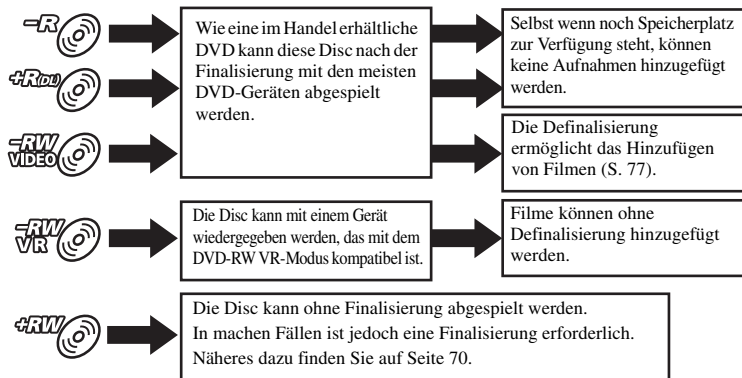 -R
Wie eine im Handel erhältliche
DVD kann diese Disc nach der
Finalisierung mit den meisten
DVD-Geräten abgespielt
werden.
Selbst wenn noch Speicherplatz
zur Verfügung steht, können
keine Aufnahmen hinzugefügt
werden.
+R(DL)
-RW
VIDEO
Die Definalisierung
ermöglicht das Hinzufügen
von Filmen (S. 77).
-RW
VR
Die Disc kann mit einem Gerät
wiedergegeben werden, das mit dem
DVD-RW VR-Modus kompatibel ist.
Filme können ohne
Definalisierung hinzugefügt
werden.
+RW
Die Disc kann ohne Finalisierung abgespielt werden.
In machen Fällen ist jedoch eine Finalisierung erforderlich.
Näheres dazu finden Sie auf Seite 70.